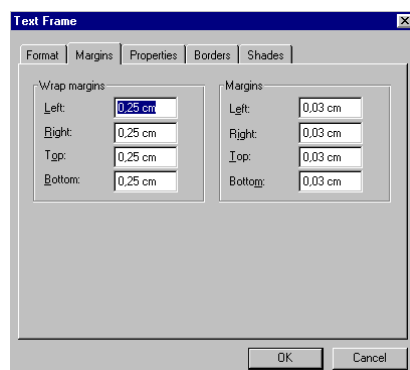 Text Frame
Format Margins Properties Borders Shades
Wrap margins
Left: 0,25 cm
Right: 0,25 cm
Top: 0,25 cm
Bottom: 0,25 cm
Margins
Left: 0,03 cm
Right: 0,03 cm
Top: 0,03 cm
Bottom: 0,03 cm
OK Cancel